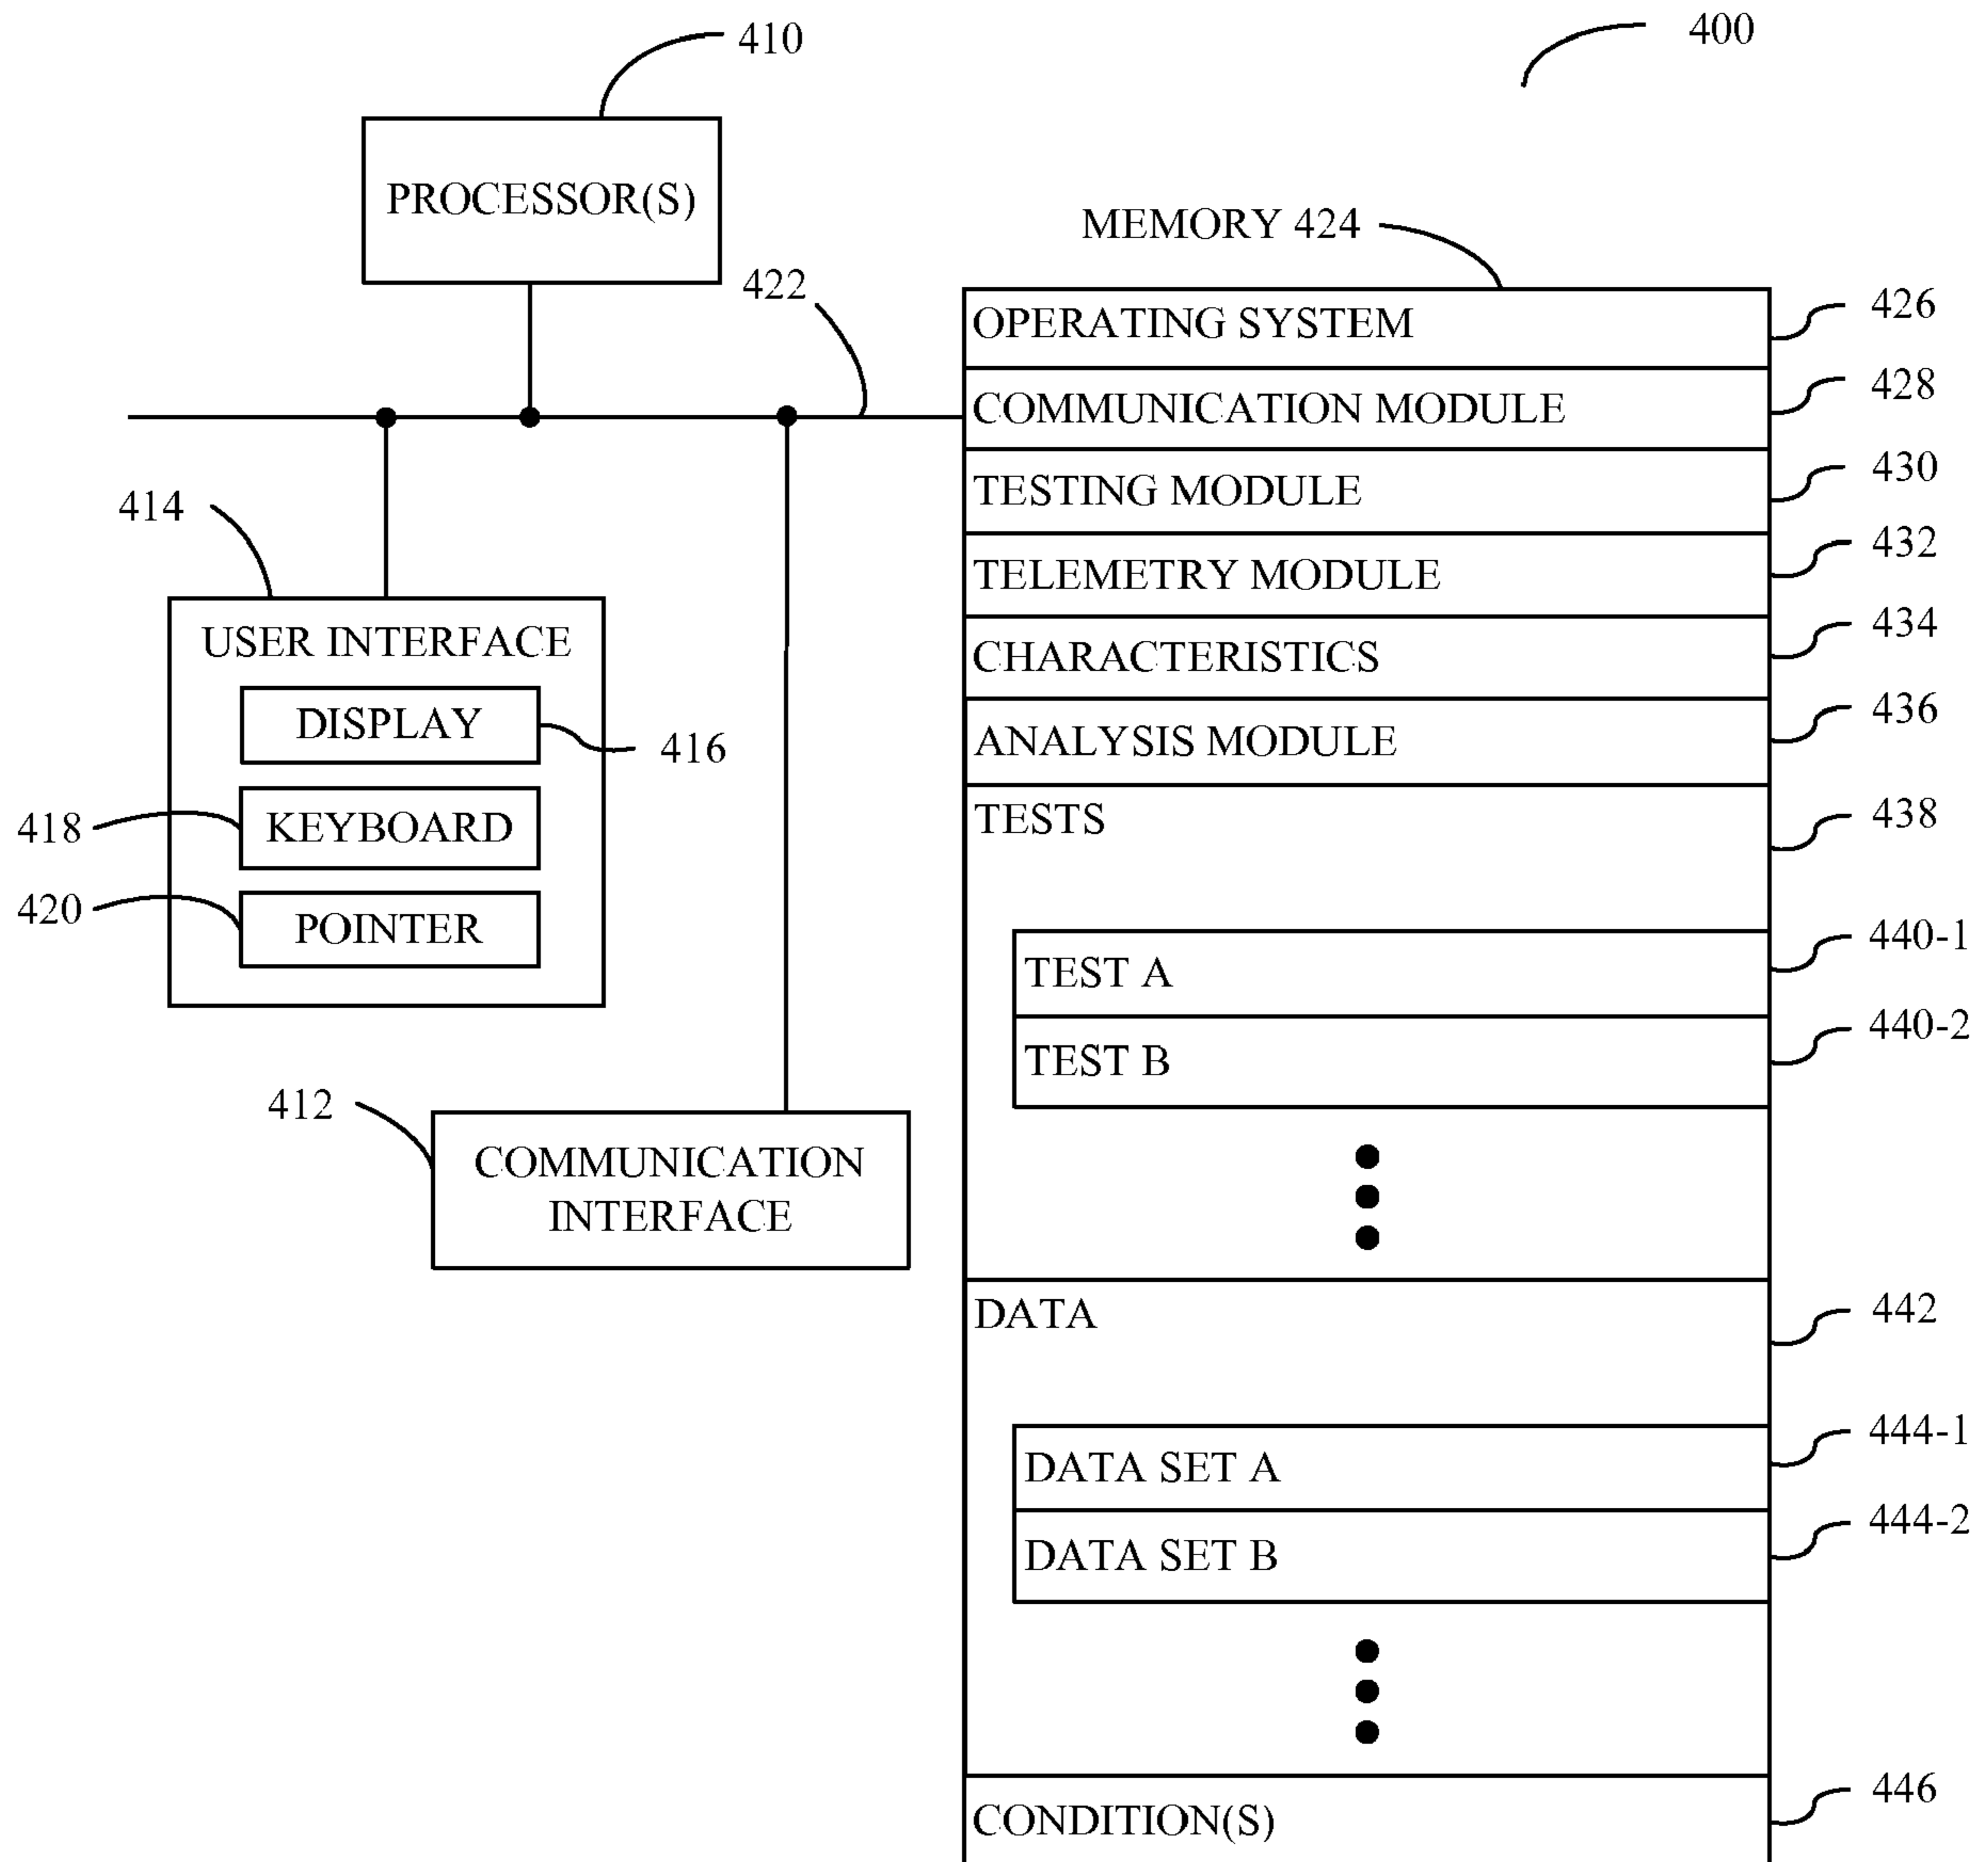 410
400
PROCESSOR(S)
MEMORY 424
422
OPERATING SYSTEM
426
COMMUNICATION MODULE
428
TESTING MODULE
430
TELEMETRY MODULE
432
CHARACTERISTICS
434
ANALYSIS MODULE
436
414
USER INTERFACE
DISPLAY
416
418
KEYBOARD
420
POINTER
TESTS
438
TEST A
440-1
TEST B
440-2
412
COMMUNICATION
INTERFACE
DATA
442
DATA SET A
444-1
DATA SET B
444-2
CONDITION(S)
446